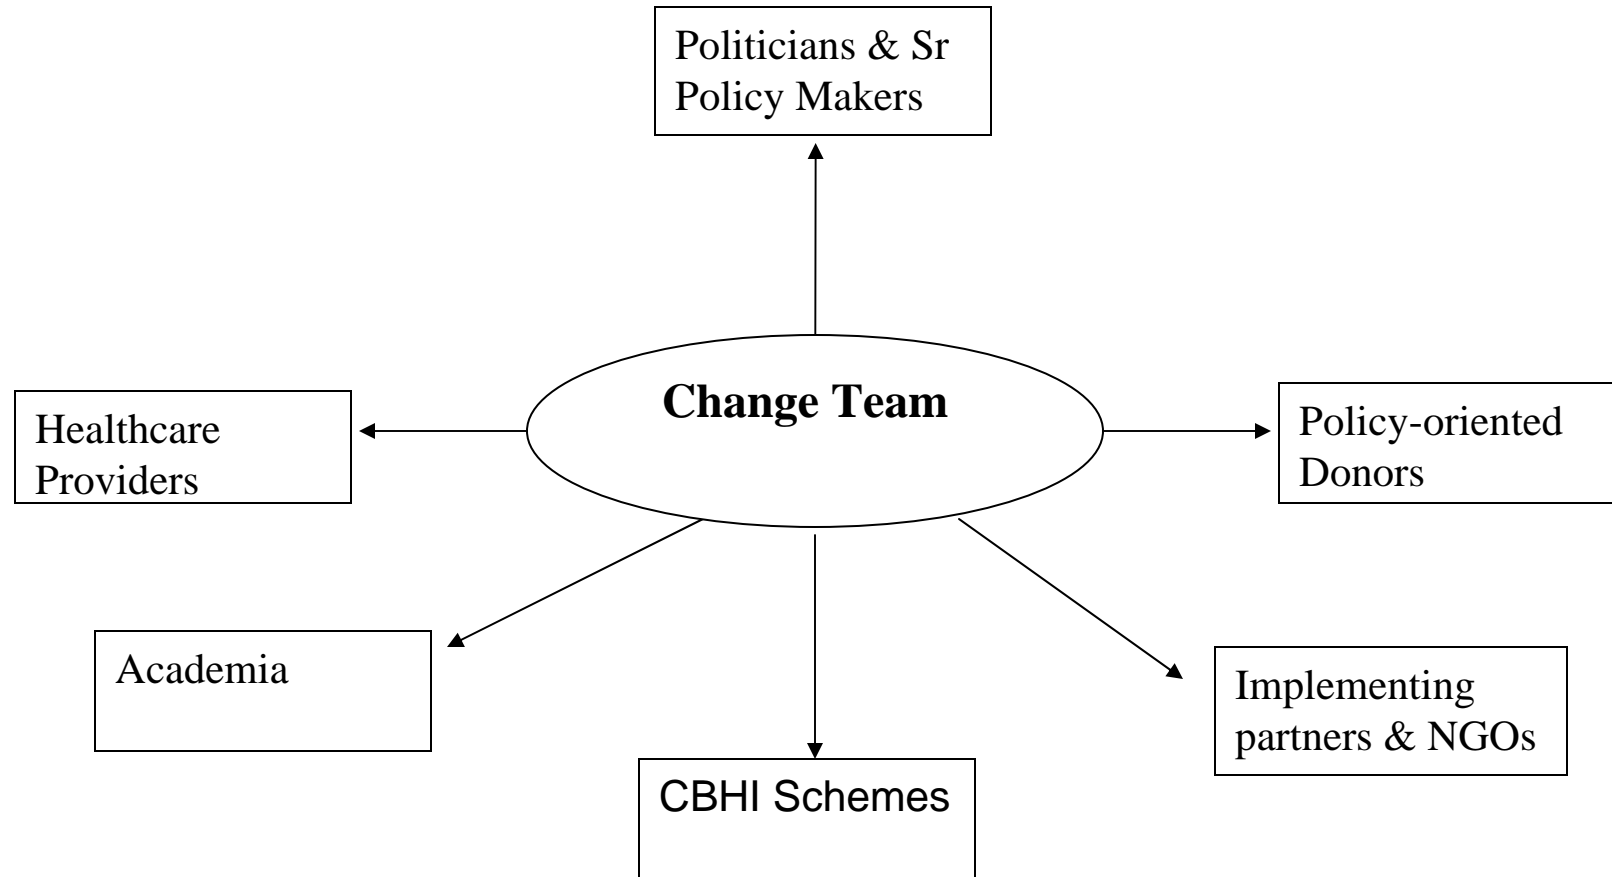 Politicians & Sr
Policy Makers
Change Team
Healthcare
Providers
Policy-oriented
Donors
Academia
Implementing
partners & NGOs
CBHI Schemes